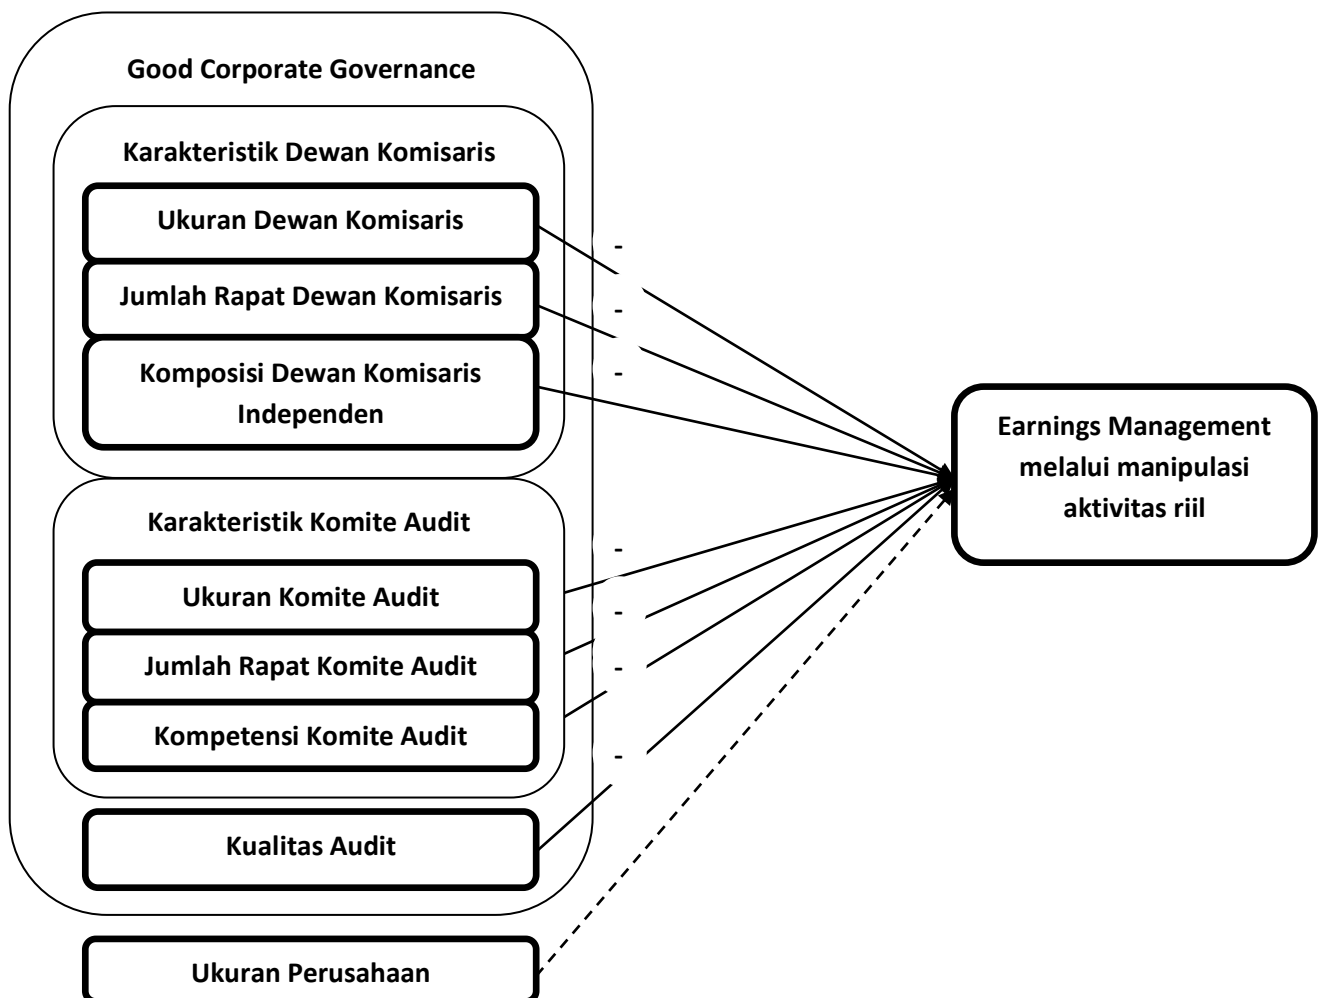 Good Corporate Governance
Karakteristik Dewan Komisaris
Ukuran Dewan Komisaris
-
Jumlah Rapat Dewan Komisaris
-
-
Komposisi Dewan Komisaris
Independen
Earnings Management
melalui manipulasi
aktivitas riil
Karakteristik Komite Audit
-
Ukuran Komite Audit
-
Jumlah Rapat Komite Audit
-
Kompetensi Komite Audit
-
Kualitas Audit
Ukuran Perusahaan